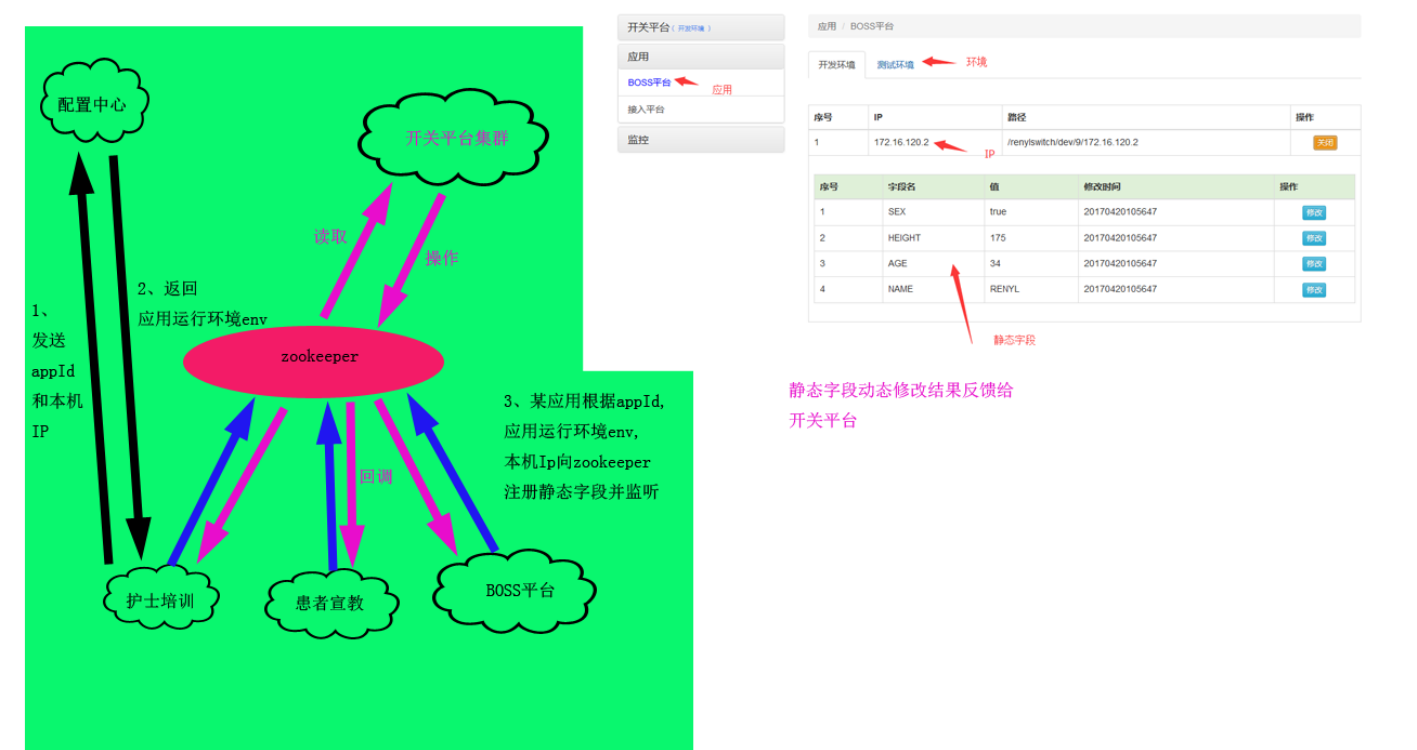 配置中心
开关平台集群
读取
操作
1、
发送
appId
和本机
IP
2、返回
应用运行环境env
zookeeper
3、某应用根据appId,
应用运行环境env,
本机Ip向zookeeper
注册静态字段并监听
回调
护士培训
患者宣教
BOSS平台
开关平台( 开发环境 )
应用
BOSS平台
应用
接入平台
监控
应用 / BOSS平台
开发环境 测试环境 环境
序号 IP 路径 操作
1 172.16.120.2 IP /renylswitch/dev/9/172.16.120.2 关闭
序号 字段名 值 修改时间 操作
1 SEX true 20170420105647 修改
2 HEIGHT 175 20170420105647 修改
3 AGE 34 20170420105647 修改
4 NAME RENYL 20170420105647 修改
静态字段
静态字段动态修改结果反馈给
开关平台